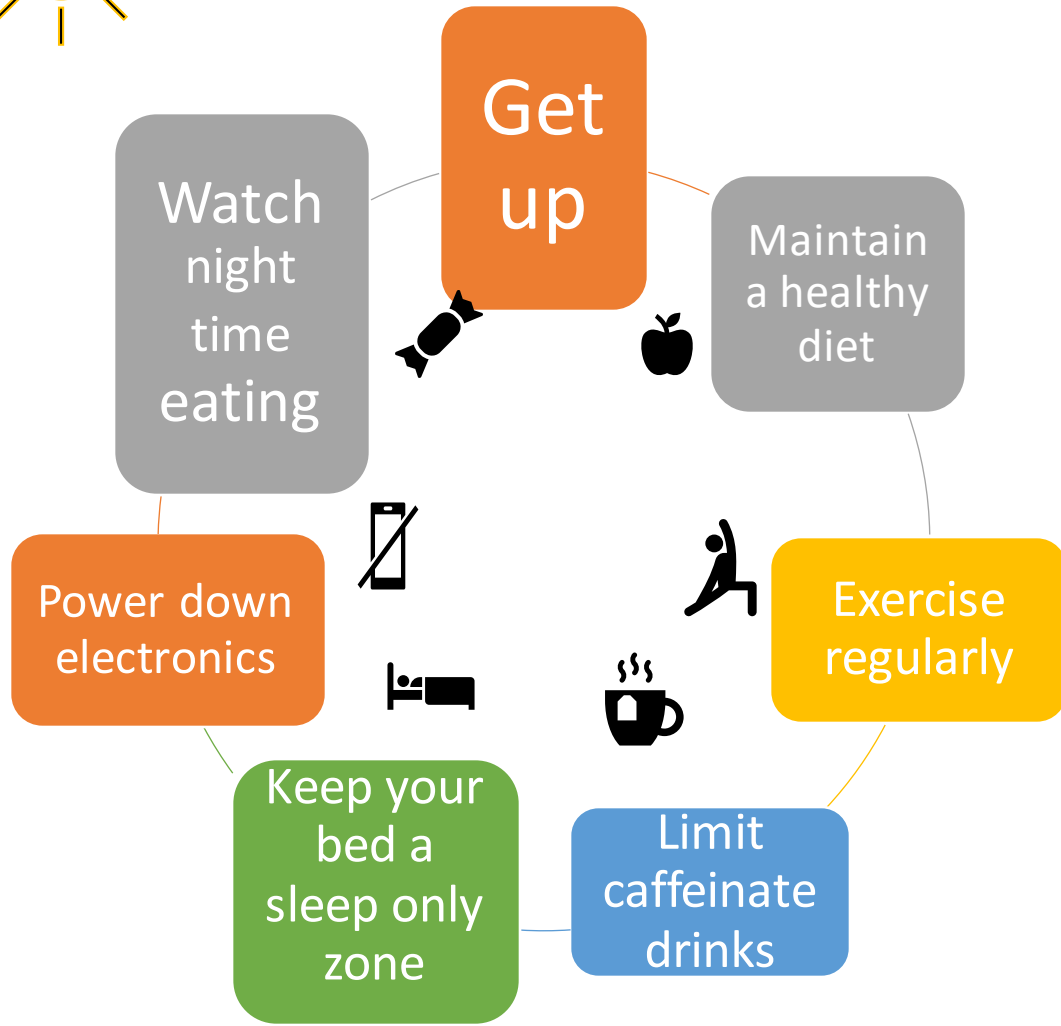 Get
up
Maintain
a healthy
diet
Exercise
regularly
Limit
caffeinate
drinks
Keep your
bed a
sleep only
zone
Power down
electronics
Watch
night
time
eating